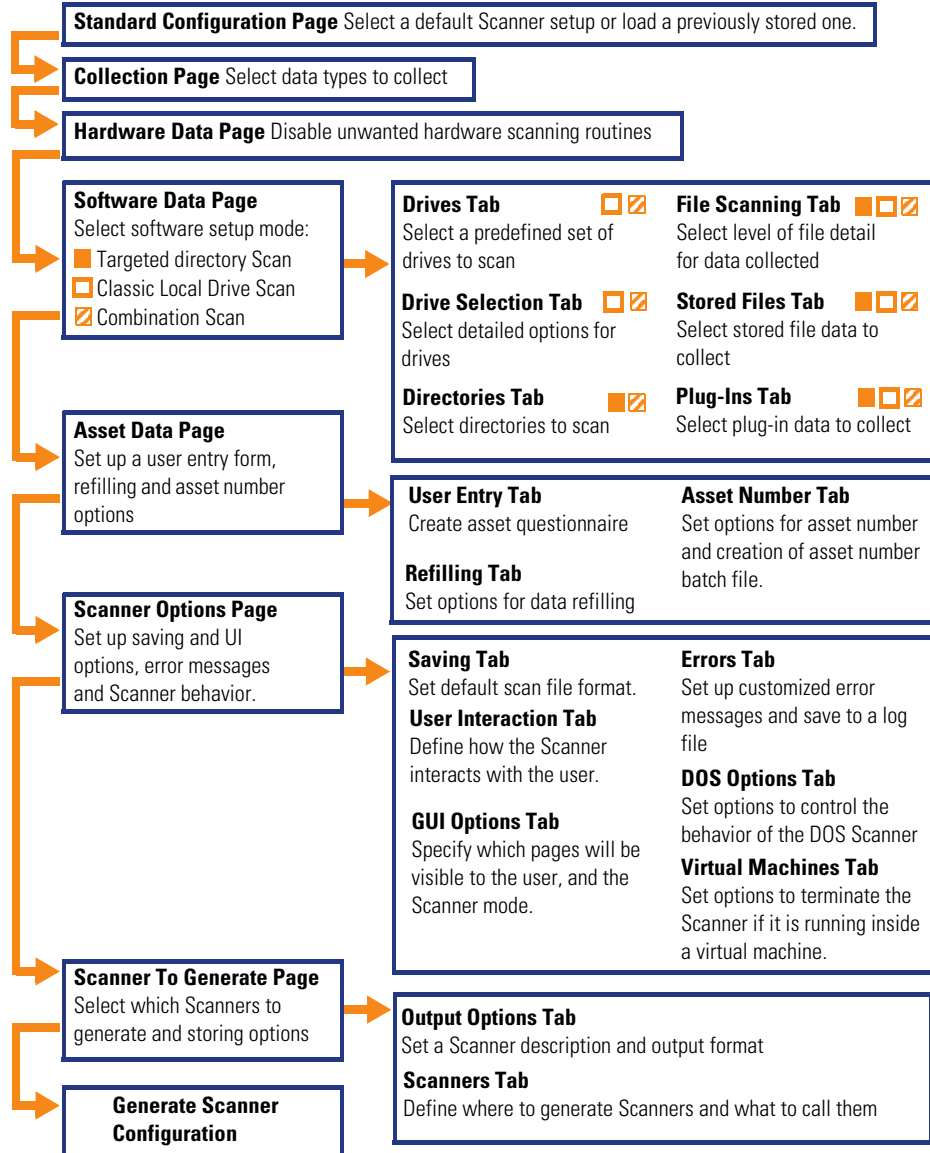 Standard Configuration Page Select a default Scanner setup or load a previously stored one.
Collection Page Select data types to collect
Hardware Data Page Disable unwanted hardware scanning routines
Software Data Page
Select software setup mode:
Targeted directory Scan
Classic Local Drive Scan
Combination Scan
Drives Tab
Select a predefined set of
drives to scan
Drive Selection Tab
Select detailed options for
drives
Directories Tab
Select directories to scan
File Scanning Tab
Select level of file detail
for data collected
Stored Files Tab
Select stored file data to
collect
Plug-Ins Tab
Select plug-in data to collect
Asset Data Page
Set up a user entry form,
refilling and asset number
options
User Entry Tab
Create asset questionnaire
Refilling Tab
Set options for data refilling
Asset Number Tab
Set options for asset number
and creation of asset number
batch file.
Scanner Options Page
Set up saving and UI
options, error messages
and Scanner behavior.
Saving Tab
Set default scan file format.
User Interaction Tab
Define how the Scanner
interacts with the user.
GUI Options Tab
Specify which pages will be
visible to the user, and the
Scanner mode.
Errors Tab
Set up customized error
messages and save to a log
file
DOS Options Tab
Set options to control the
behavior of the DOS Scanner
Virtual Machines Tab
Set options to terminate the
Scanner if it is running inside
a virtual machine.
Scanner To Generate Page
Select which Scanners to
generate and storing options
Output Options Tab
Set a Scanner description and output format
Scanners Tab
Define where to generate Scanners and what to call them
Generate Scanner
Configuration